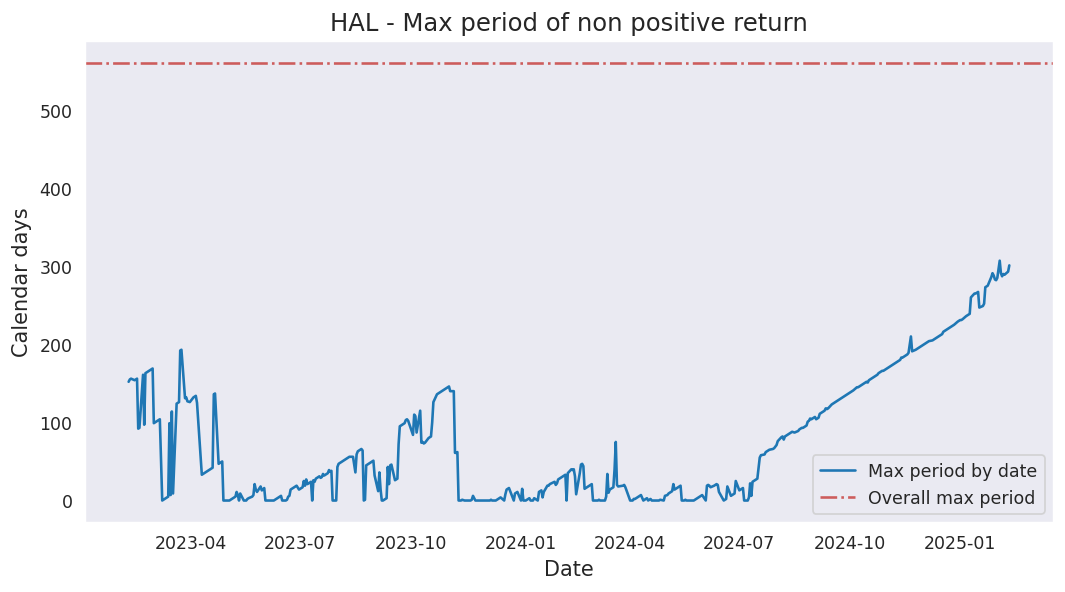 HAL - Max period of non positive return
Calendar days
500
400
300
200
100
0
2023-04 2023-07 2023-10 2024-01 2024-04 2024-07 2024-10 2025-01
Date
Max period by date
Overall max period